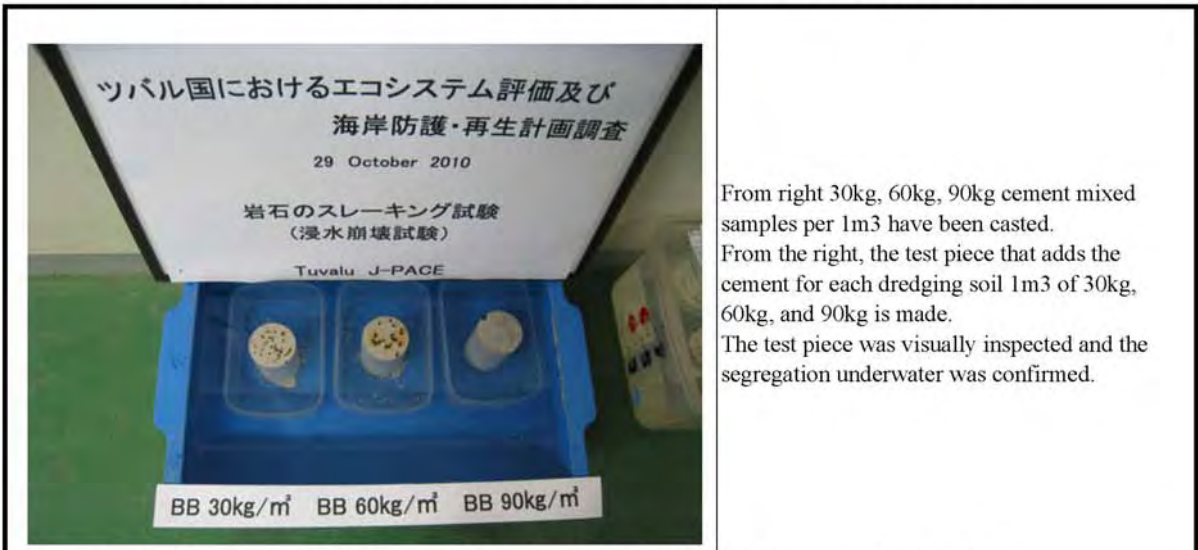 ツバル国におけるエコシステム評価及び
海岸防護・再生計画調査
29 October 2010
岩石のスレーキング試験
(浸水崩壊試験)
Tuvalu J-PACE
BB 30kg/㎥ BB 60kg/㎥ BB 90kg/㎥
From right 30kg, 60kg, 90kg cement mixed
samples per 1m3 have been casted.
From the right, the test piece that adds the
cement for each dredging soil 1m3 of 30kg,
60kg, and 90kg is made.
The test piece was visually inspected and the
segregation underwater was confirmed.